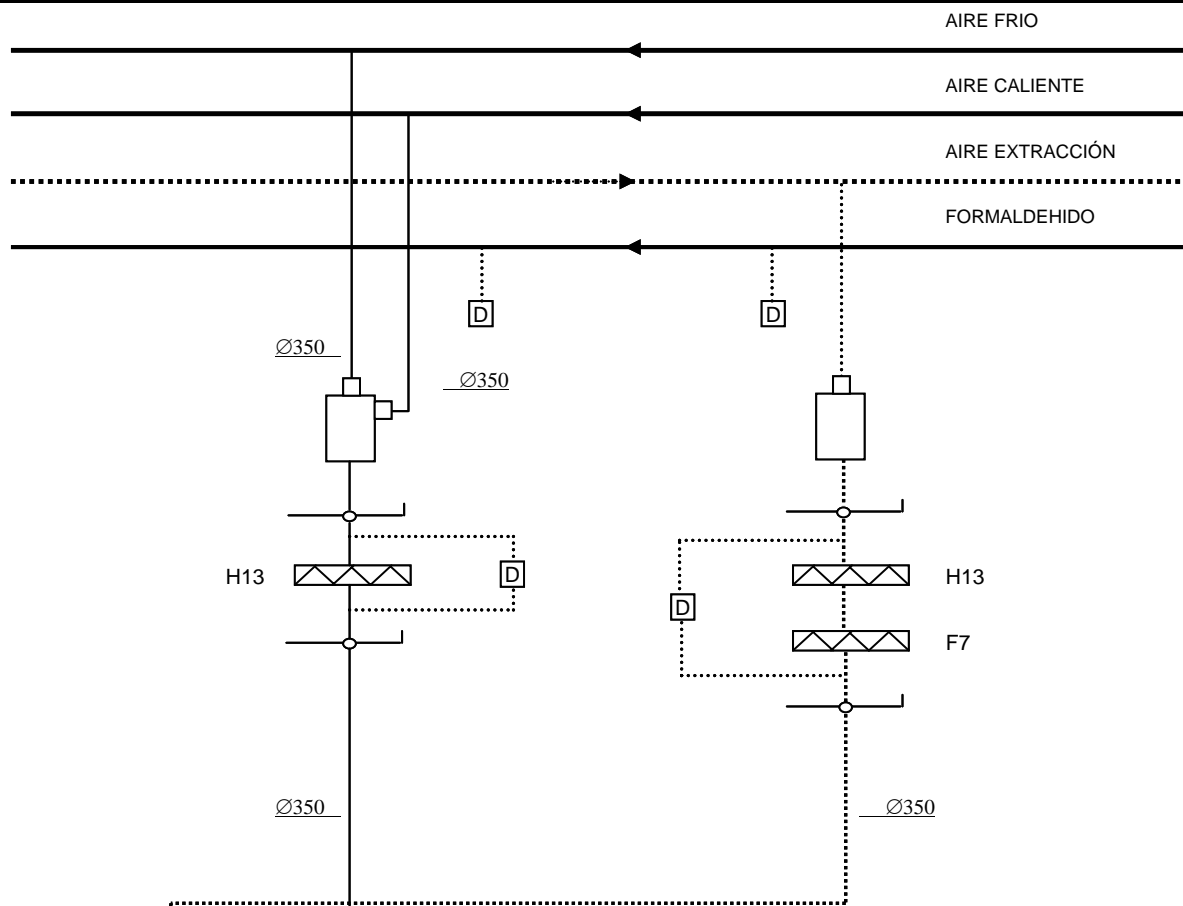 AIRE FRIO
AIRE CALIENTE
AIRE EXTRACCIÓN
FORMALDEHIDO
D
D
∅350
∅350
H13
D
H13
D
F7
∅350
∅350